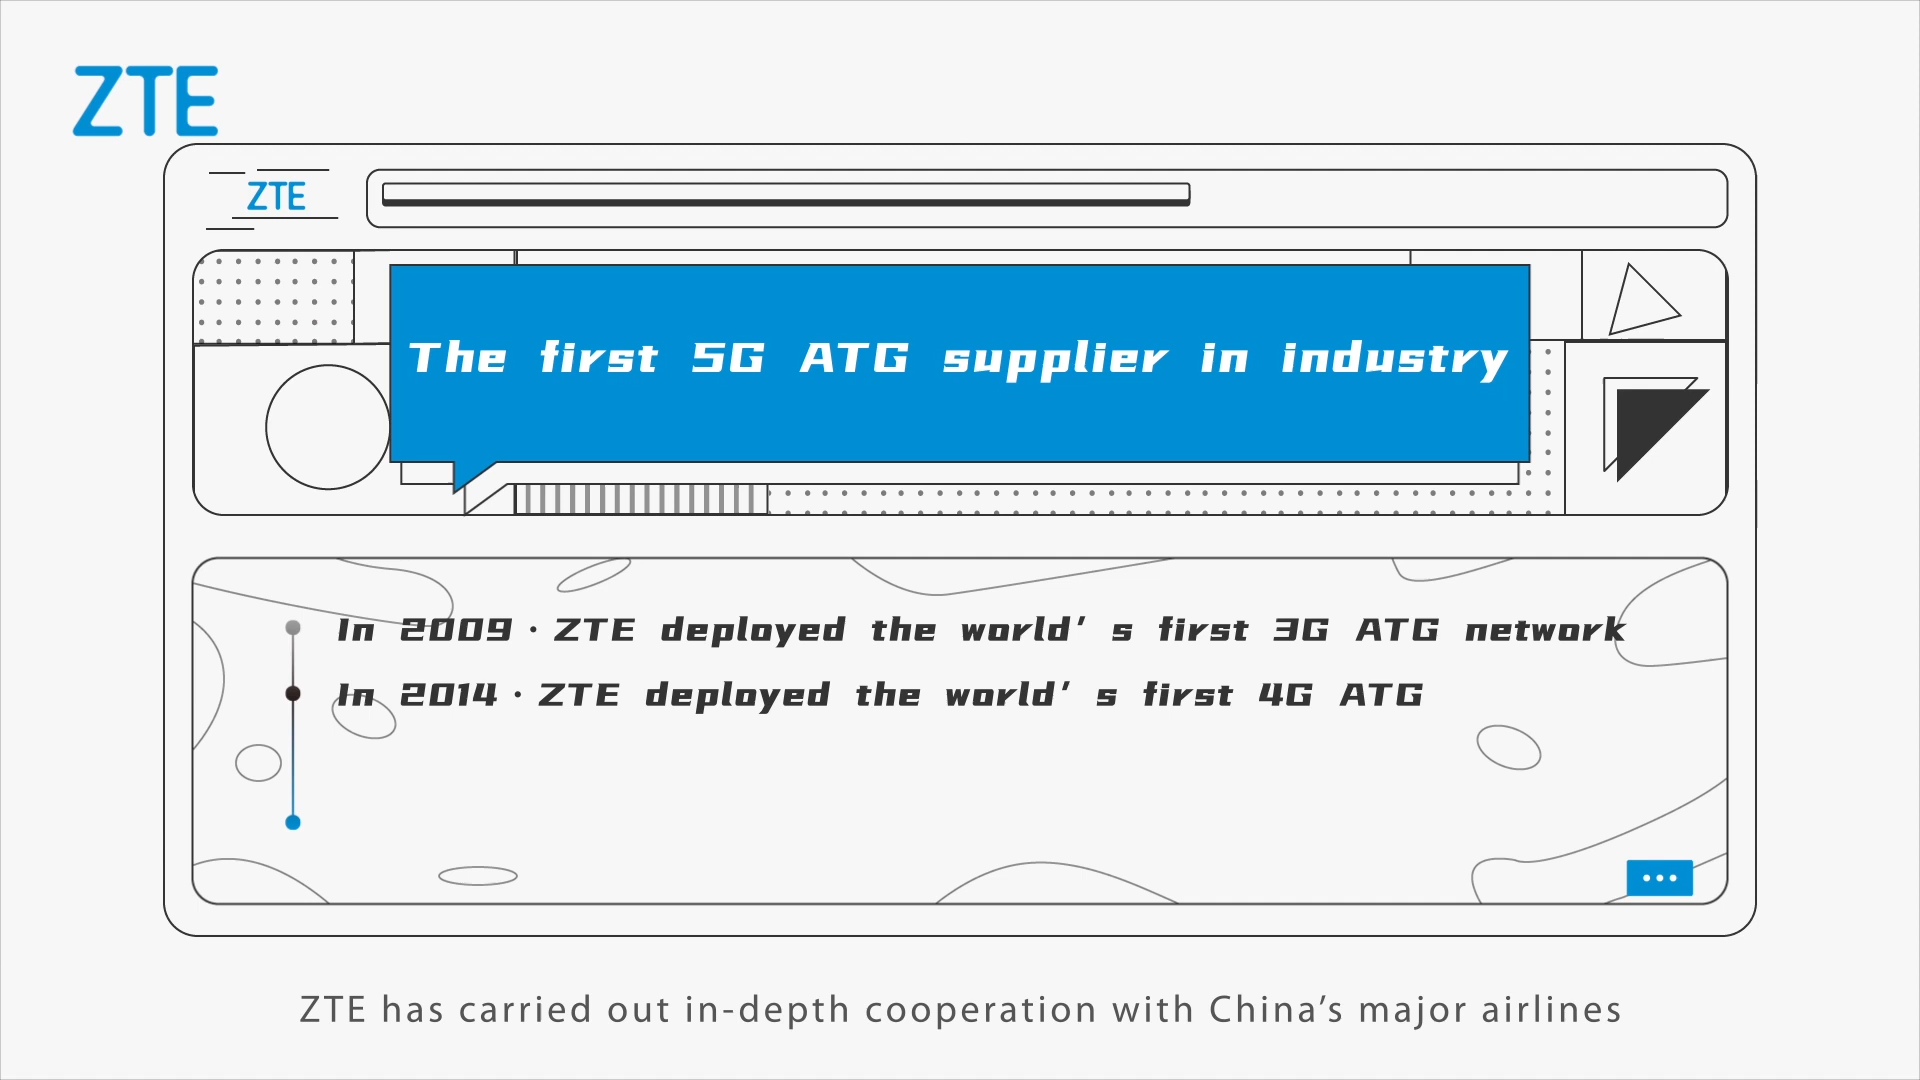 ZTE
ZTE
The first 5G ATG supplier in industry
In 2009 · ZTE deployed the world’ s first 3G ATG network
In 2014 · ZTE deployed the world’ s first 4G ATG
ZTE has carried out in-depth cooperation with China’s major airlines